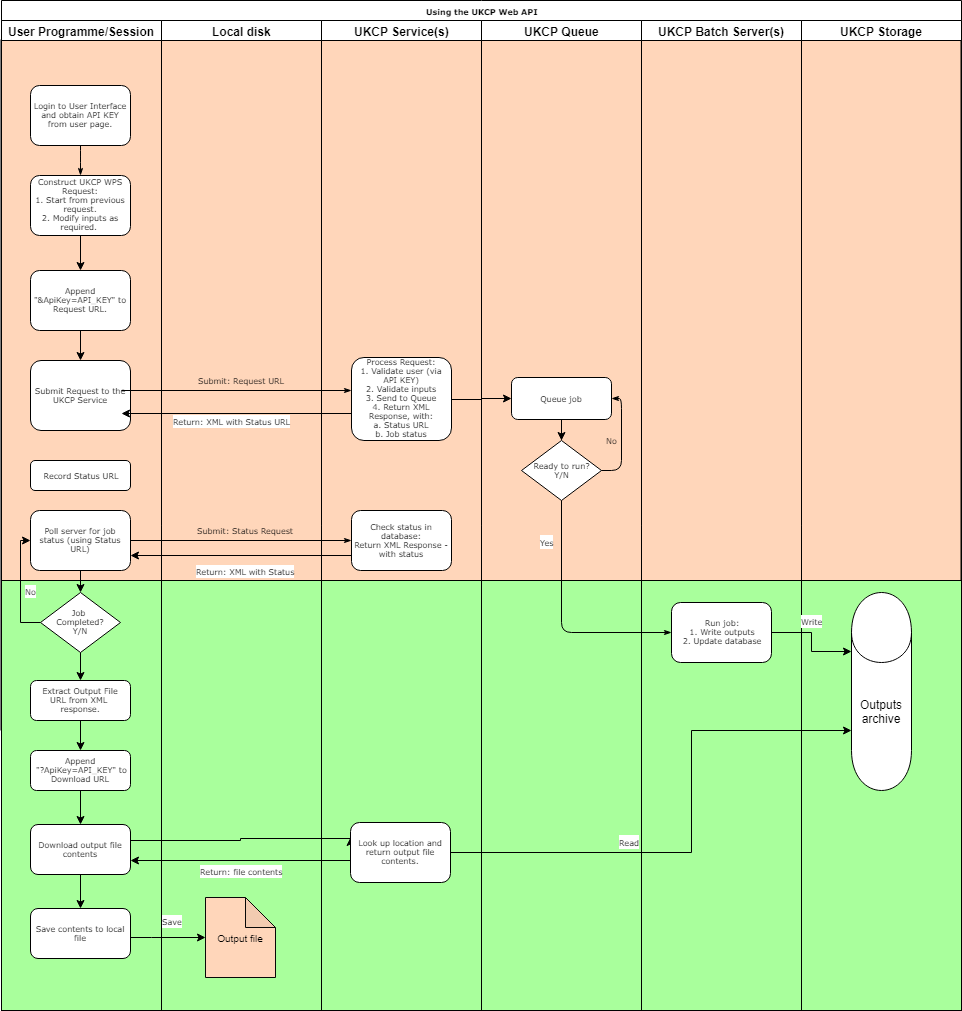 Using the UKCP Web API
User Programme/Session
Local disk
UKCP Service(s)
UKCP Queue
UKCP Batch Server(s)
UKCP Storage
Login to User Interface
and obtain API KEY
from user page.
Construct UKCP WPS
Request:
1. Start from previous
request.
2. Modify inputs as
required.
Append
"&ApiKey=API_KEY" to
Request URL.
Submit Request to the
UKCP Service
Submit: Request URL
Return: XML with Status URL
Process Request:
1. Validate user (via
API KEY)
2. Validate inputs
3. Send to Queue
4. Return XML
Response, with:
a. Status URL
b. Job status
Queue job
No
Ready to run?
Y/N
Yes
Record Status URL
Poll server for job
status (using Status
URL)
Submit: Status Request
Return: XML with Status
Check status in
database:
Return XML Response -
with status
No
Job
Completed?
Y/N
Run job:
1. Write outputs
2. Update database
Write
Outputs
archive
Extract Output File
URL from XML
response.
Append
"?ApiKey=API_KEY" to
Download URL
Download output file
contents
Return: file contents
Look up location and
return output file
contents.
Read
Save contents to local
file
Save
Output file